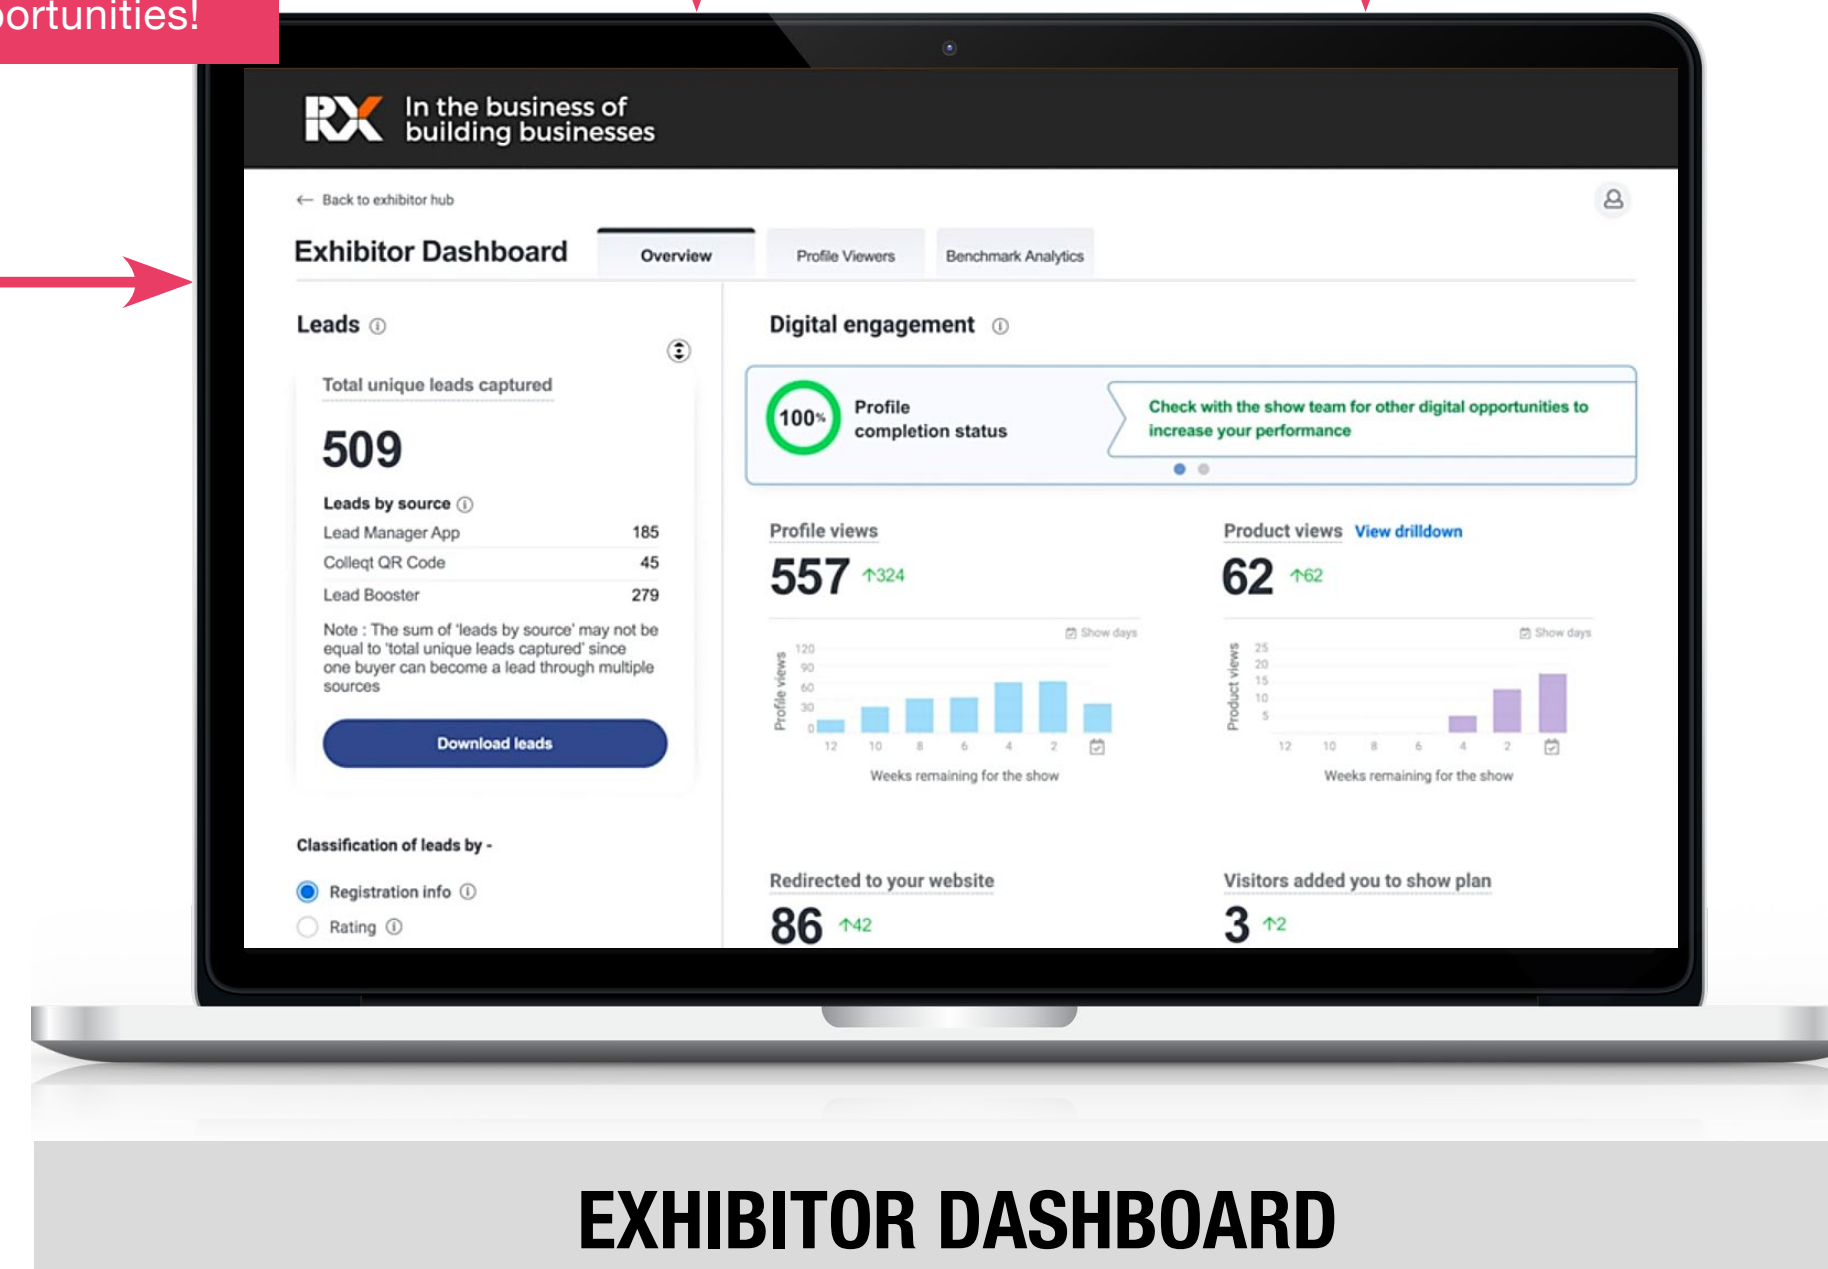 portunities!
RX
In the business of
building businesses
← Back to exhibitor hub
Exhibitor Dashboard
Overview
Profile Viewers
Benchmark Analytics
Leads
Total unique leads captured
509
Leads by source
Lead Manager App 185
Colleqt QR Code 45
Lead Booster 279
Note : The sum of 'leads by source' may not be
equal to 'total unique leads captured' since
one buyer can become a lead through multiple
sources
Download leads
Classification of leads by -
Registration info
Rating
Digital engagement
100%
Profile
completion status
Check with the show team for other digital opportunities to
increase your performance
Profile views
557 ↑324
Show days
Profile views
120
90
60
30
0
12 10 8 6 4 2
Weeks remaining for the show
Product views View drilldown
62 ↑62
Show days
Product views
25
20
15
10
5
12 10 8 6 4 2
Weeks remaining for the show
Redirected to your website
86 ↑42
Visitors added you to show plan
3 ↑2
EXHIBITOR DASHBOARD